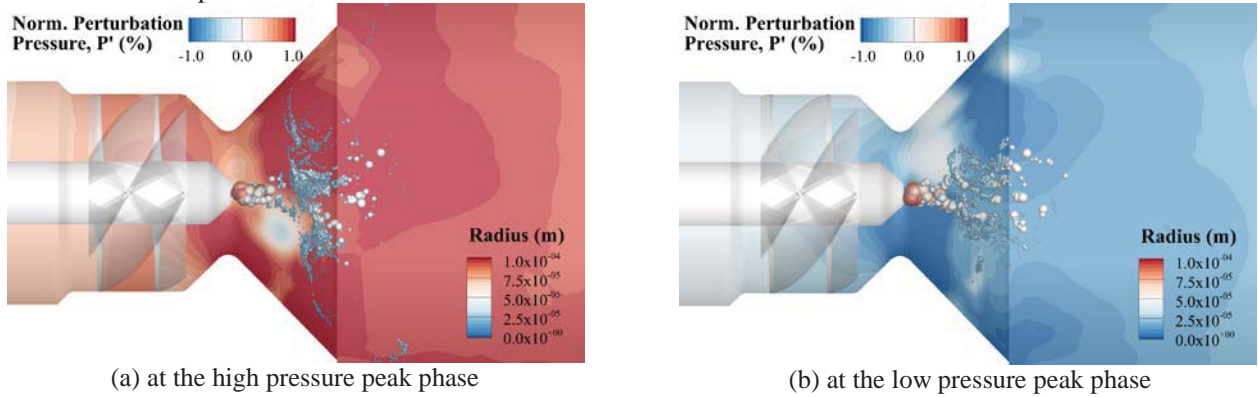 Norm. Perturbation
Pressure, P' (%)
-1.0 0.0 1.0
Radius (m)
1.0x10⁻⁰⁴
7.5x10⁻⁰⁵
5.0x10⁻⁰⁵
2.5x10⁻⁰⁵
0.0x10⁺⁰⁰
(a) at the high pressure peak phase
Norm. Perturbation
Pressure, P' (%)
-1.0 0.0 1.0
Radius (m)
1.0x10⁻⁰⁴
7.5x10⁻⁰⁵
5.0x10⁻⁰⁵
2.5x10⁻⁰⁵
0.0x10⁺⁰⁰
(b) at the low pressure peak phase